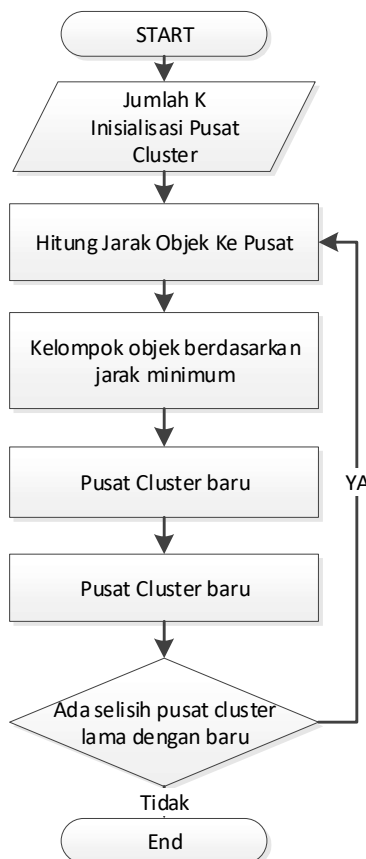 START
Jumlah K
Inisialisasi Pusat
Cluster
Hitung Jarak Objek Ke Pusat
Kelompok objek berdasarkan
jarak minimum
Pusat Cluster baru
YA
Pusat Cluster baru
Ada selisih pusat cluster
lama dengan baru
Tidak
End